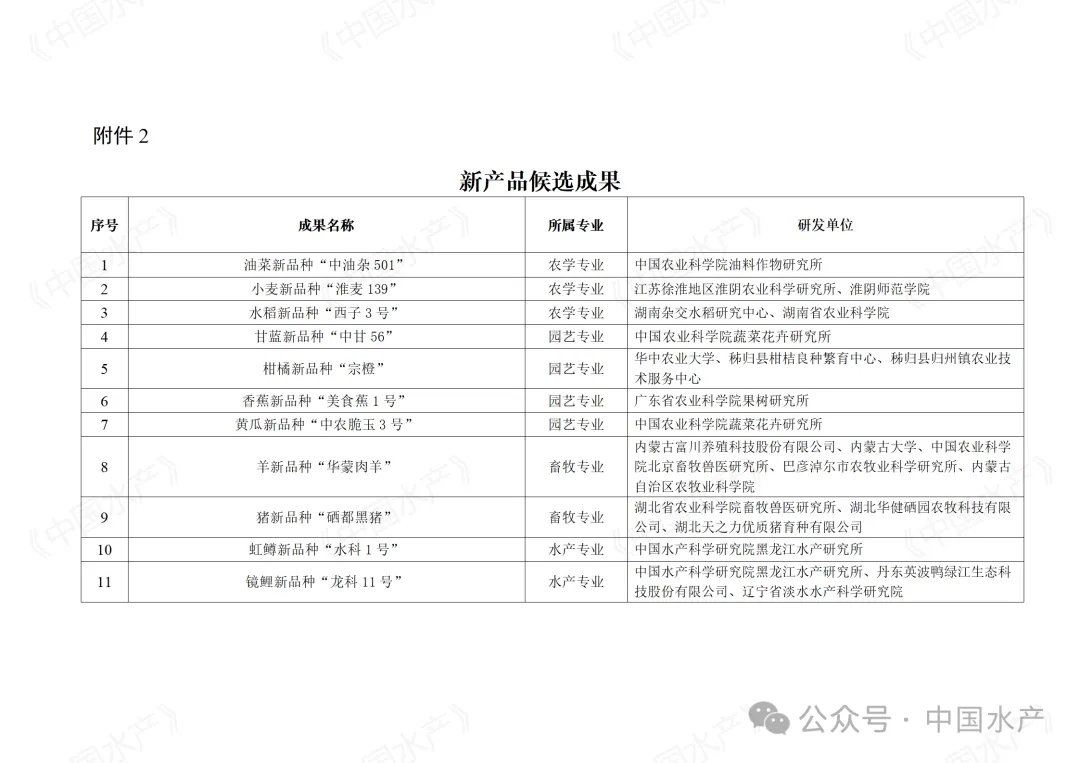 附件 2
新产品候选成果
序号 成果名称 所属专业 研发单位
1 油菜新品种“中油杂 501” 农学专业 中国农业科学院油料作物研究所
2 小麦新品种“淮麦 139” 农学专业 江苏徐淮地区淮阴农业科学研究所、淮阴师范学院
3 水稻新品种“西子 3 号” 农学专业 湖南杂交水稻研究中心、湖南省农业科学院
4 甘蓝新品种“中甘 56” 园艺专业 中国农业科学院蔬菜花卉研究所
5 柑橘新品种“宗橙” 园艺专业 华中农业大学、秭归县柑桔良种繁育中心、秭归县归州镇农业技
术服务中心
6 香蕉新品种“美食蕉 1 号” 园艺专业 广东省农业科学院果树研究所
7 黄瓜新品种“中农脆玉 3 号” 园艺专业 中国农业科学院蔬菜花卉研究所
8 羊新品种“华蒙肉羊” 畜牧专业 内蒙古富川养殖科技股份有限公司、内蒙古大学、中国农业科学
院北京畜牧兽医研究所、巴彦淖尔市农牧业科学研究所、内蒙古
自治区农牧业科学院
9 猪新品种“硒都黑猪” 畜牧专业 湖北省农业科学院畜牧兽医研究所、湖北华健硒园农牧科技有限
公司、湖北天之力优质猪育种有限公司
10 虹鳟新品种“水科 1 号” 水产专业 中国水产科学研究院黑龙江水产研究所
11 镜鲤新品种“龙科 11 号” 水产专业 中国水产科学研究院黑龙江水产研究所、丹东英波鸭绿江生态科
技股份有限公司、辽宁省淡水水产科学研究院
公众号 · 中国水产